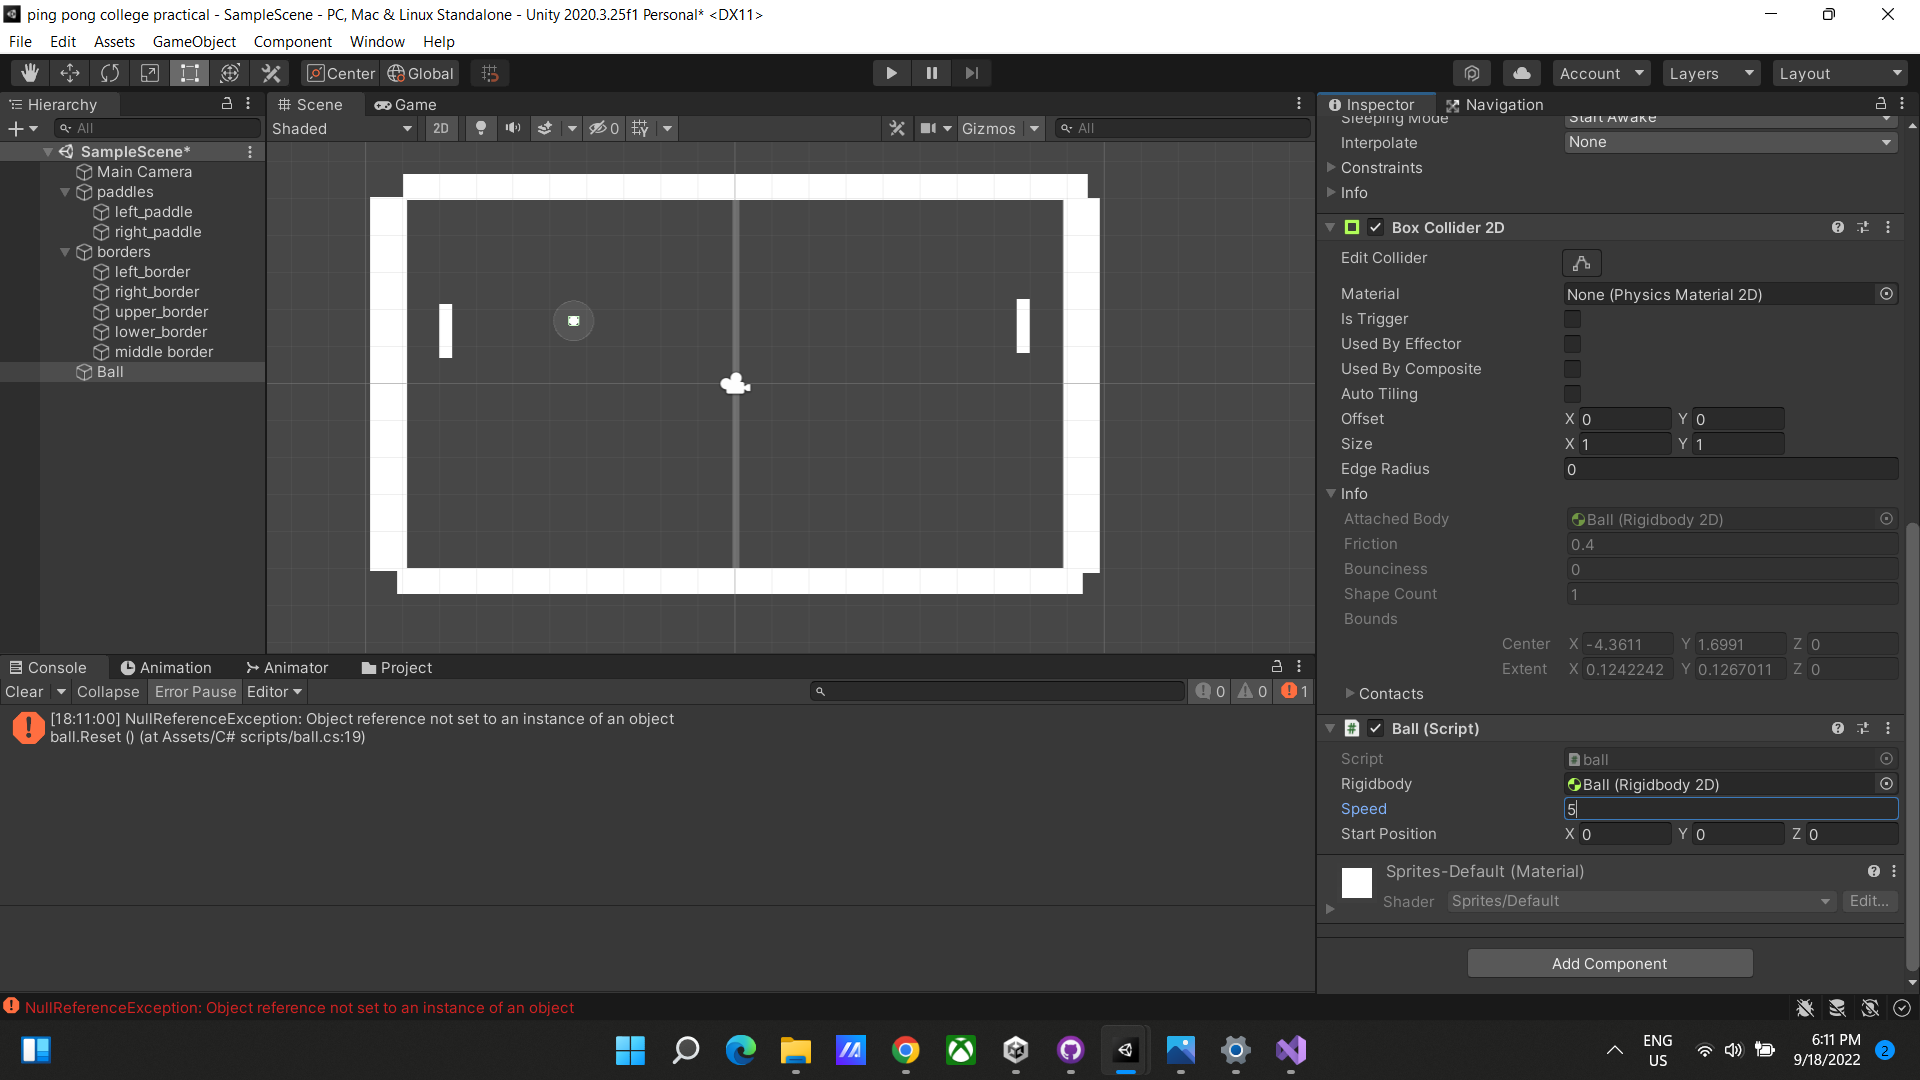 ping pong college practical - SampleScene - PC, Mac & Linux Standalone - Unity 2020.3.25f1 Personal* <DX11>
File Edit Assets GameObject Component Window Help
Center Global Account Layers Layout
Hierarchy
All
SampleScene*
Main Camera
paddles
left_paddle
right_paddle
borders
left_border
right_border
upper_border
lower_border
middle border
Ball
Scene Game
Shaded 2D 0 Gizmos All
Inspector Navigation
Sleeping Mode Start Awake
Interpolate None
Constraints
Info
Box Collider 2D
Edit Collider
Material None (Physics Material 2D)
Is Trigger
Used By Effector
Used By Composite
Auto Tiling
Offset X 0 Y 0
Size X 1 Y 1
Edge Radius 0
Info
Attached Body Ball (Rigidbody 2D)
Friction 0.4
Bounciness 0
Shape Count 1
Bounds
Center X -4.3611 Y 1.6991 Z 0
Extent X 0.1242242 Y 0.1267011 Z 0
Contacts
# Ball (Script)
Script ball
Rigidbody Ball (Rigidbody 2D)
Speed 5
Start Position X 0 Y 0 Z 0
Sprites-Default (Material)
Shader Sprites/Default Edit...
Add Component
Console Animation Animator Project
Clear Collapse Error Pause Editor 0 0 1
[18:11:00] NullReferenceException: Object reference not set to an instance of an object
ball.Reset () (at Assets/C# scripts/ball.cs:19)
NullReferenceException: Object reference not set to an instance of an object
ENG
US
6:11 PM
9/18/2022
2